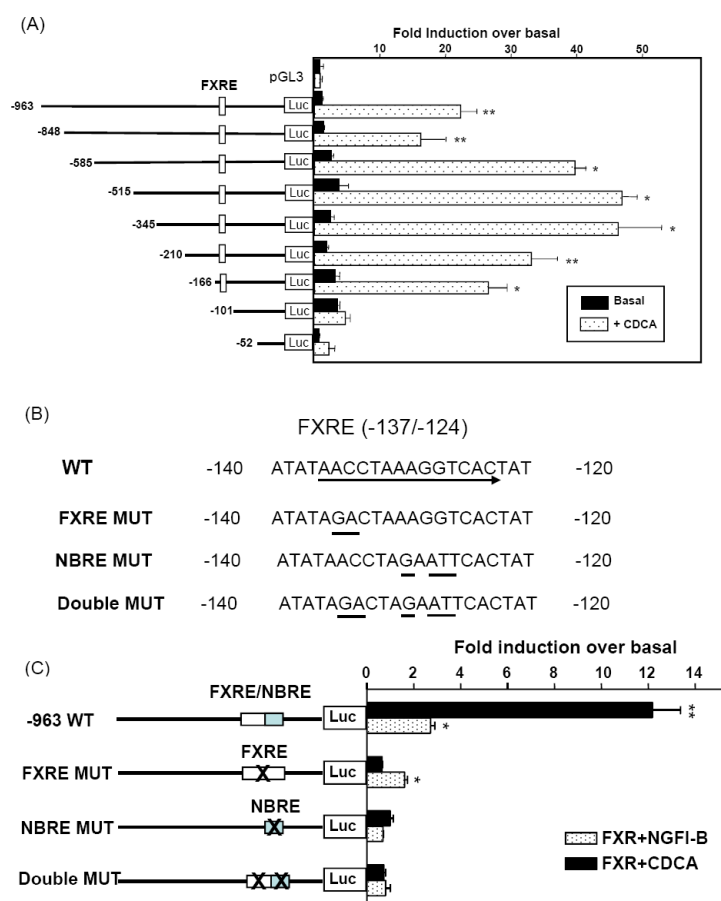 (A)
Fold Induction over basal
10 20 30 40 50
pGL3
FXRE
-963 Luc **
-848 Luc **
-585 Luc *
-515 Luc *
-345 Luc *
-210 Luc **
-166 Luc *
-101 Luc
-52 Luc
Basal
+ CDCA
(B)
FXRE (-137/-124)
WT -140 ATATAACCTAAAGGTCACTAT -120
FXRE MUT -140 ATATAGACTAAAGGTCACTAT -120
NBRE MUT -140 ATATAACCTAGAATTCACTAT -120
Double MUT -140 ATATAGACTAGAATTCACTAT -120
(C)
Fold induction over basal
0 2 4 6 8 10 12 14
FXRE/NBRE
-963 WT Luc ** *
FXRE
FXRE MUT X Luc *
NBRE
NBRE MUT X Luc
Double MUT X X Luc
FXR+NGFI-B
FXR+CDCA